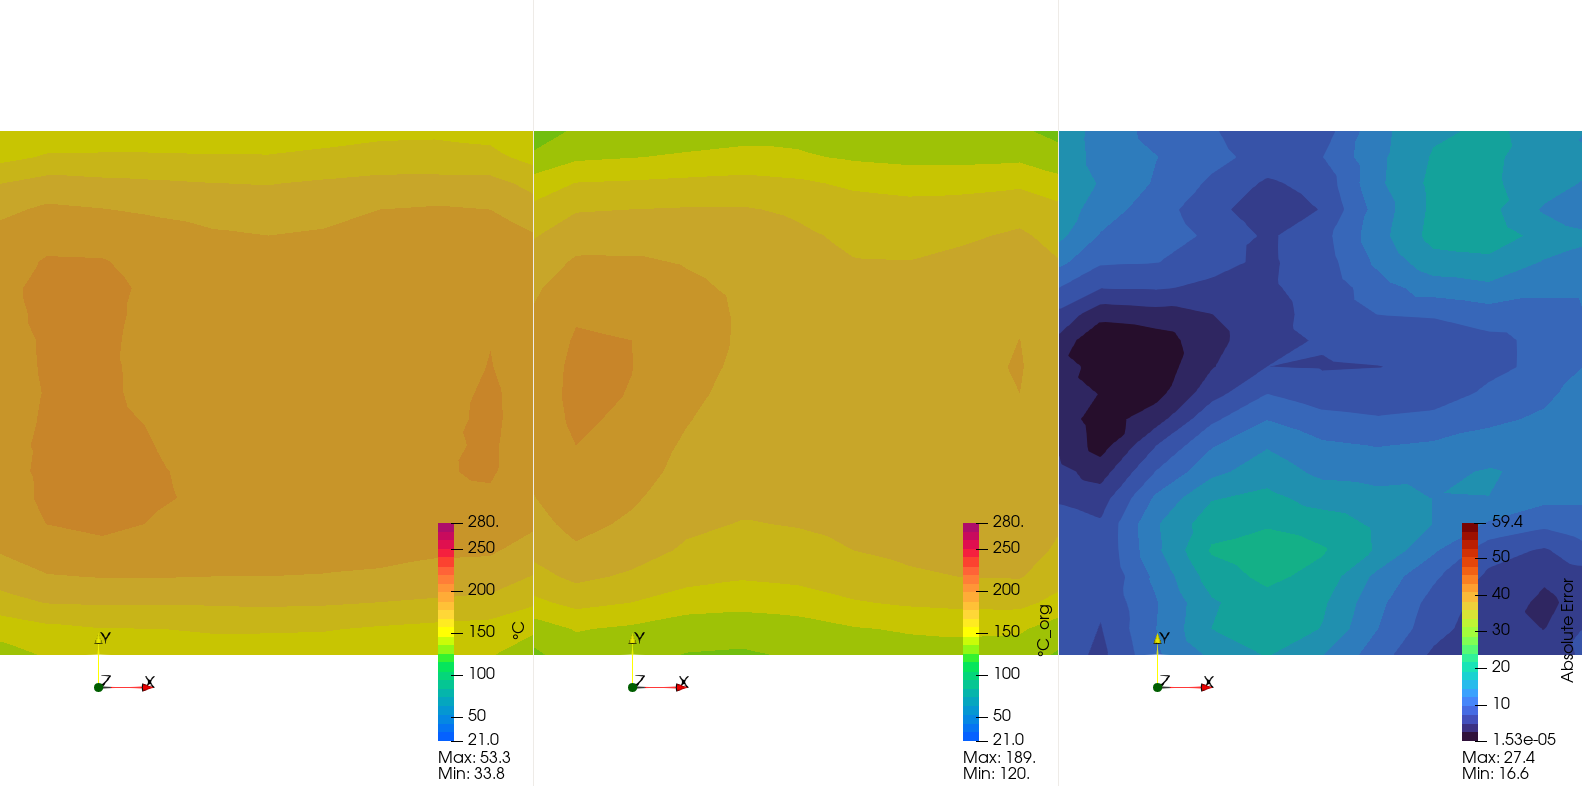 Y
Z
X
280.
250
200
150
100
50
21.0
°C
Max: 53.3
Min: 33.8
Y
Z
X
280.
250
200
150
100
50
21.0
°C_org
Max: 189.
Min: 120.
Y
Z
X
59.4
50
40
30
20
10
1.53e-05
Absolute Error
Max: 27.4
Min: 16.6